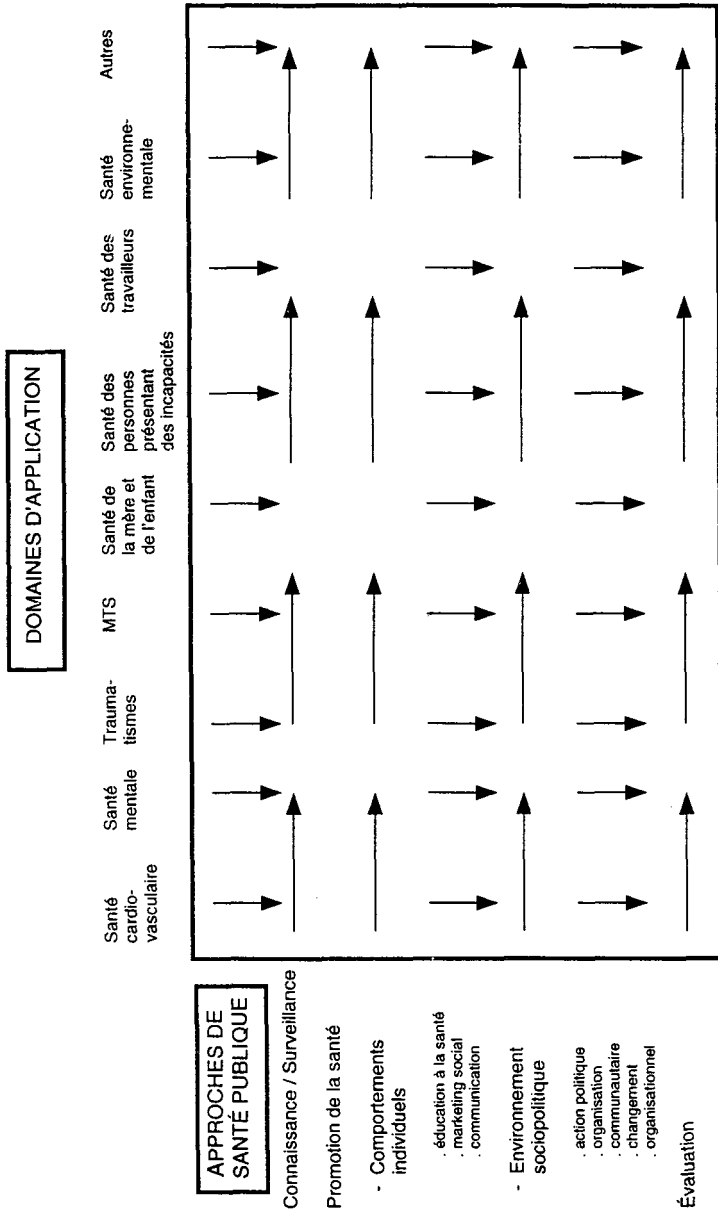 DOMAINES D'APPLICATION
Santé
cardio-
vasculaire
Santé
mentale
Trauma-
tismes
MTS
Santé de
la mère et
de l'enfant
Santé des
personnes
présentant
des incapacités
Santé des
travailleurs
Santé
environne-
mentale
Autres
APPROCHES DE
SANTÉ PUBLIQUE
Connaissance / Surveillance
Promotion de la santé
- Comportements
individuels
. éducation à la santé
. marketing social
. communication
- Environnement
sociopolitique
. action politique
. organisation
. communautaire
. changement
. organisationnel
Évaluation